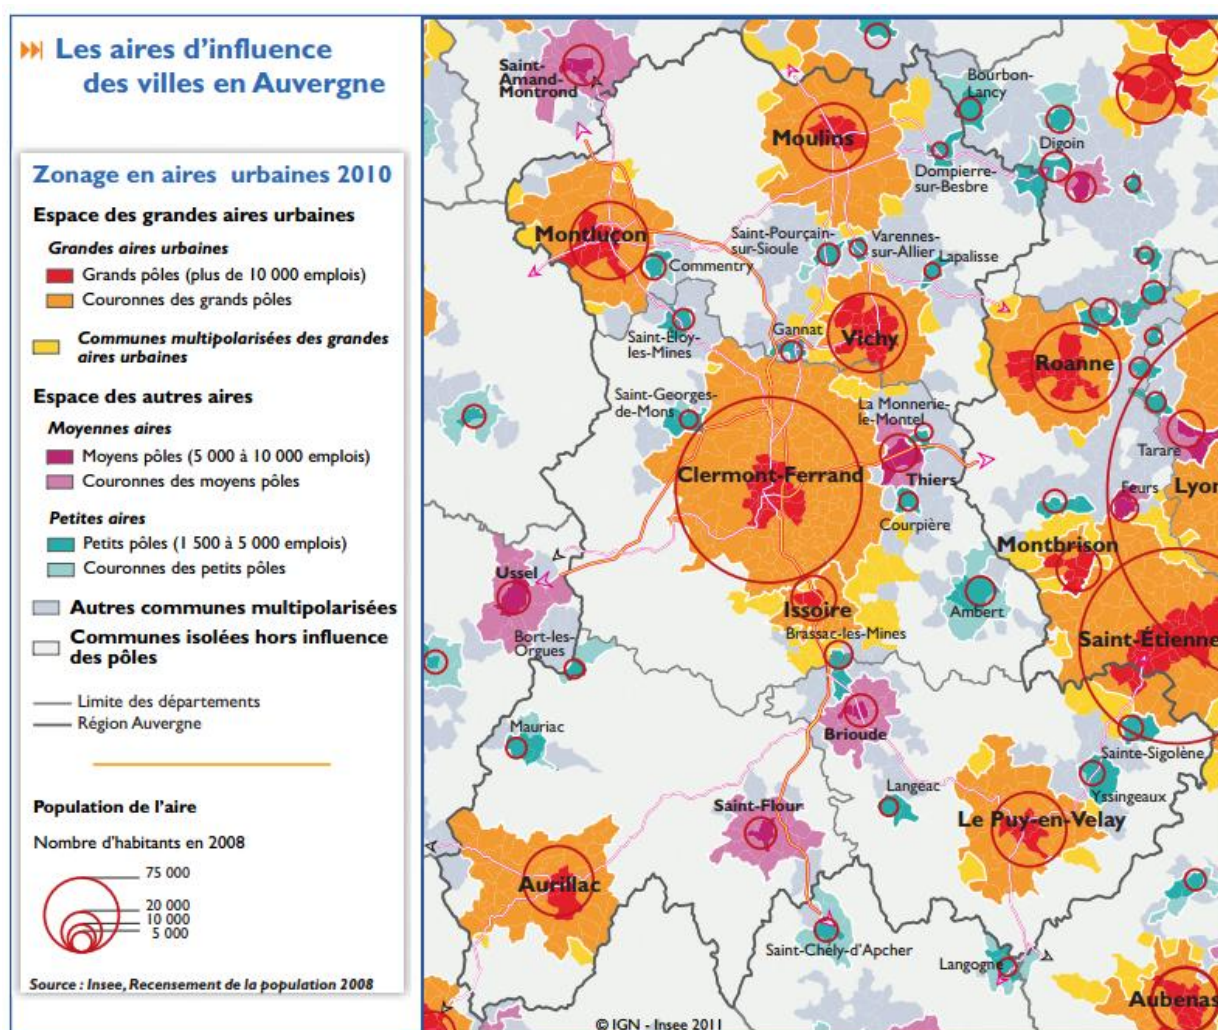 Les aires d'influence
des villes en Auvergne
Zonage en aires urbaines 2010
Espace des grandes aires urbaines
Grandes aires urbaines
Grands pôles (plus de 10 000 emplois)
Couronnes des grands pôles
Communes multipolarisées des grandes
aires urbaines
Espace des autres aires
Moyennes aires
Moyens pôles (5 000 à 10 000 emplois)
Couronnes des moyens pôles
Petites aires
Petits pôles (1 500 à 5 000 emplois)
Couronnes des petits pôles
Autres communes multipolarisées
Communes isolées hors influence
des pôles
Limite des départements
Région Auvergne
Population de l'aire
Nombre d'habitants en 2008
75 000
20 000
10 000
5 000
Source : Insee, Recensement de la population 2008
Saint-
Amand-
Montrond
Bourbon-
Lancy
Moulins
Digoin
Dompierre-
sur-Besbre
Montluçon
Saint-Pourçain-
sur-Sioule
Varennes-
sur-Allier
Lapalisse
Commentry
Saint-Éloy-
les-Mines
Gannat
Vichy
Roanne
Saint-Georges-
de-Mons
La Monnerie-
le-Montel
Tarare
Clermont-Ferrand
Thiers
Feurs
Lyon
Courpière
Montbrison
Ussel
Issoire
Ambert
Bort-les-
Orgues
Brassac-les-Mines
Saint-Étienne
Mauriac
Brioude
Sainte-Sigolène
Langeac
Yssingeaux
Saint-Flour
Le Puy-en-Velay
Aurillac
Saint-Chély-d'Apcher
Langogne
Aubenas
© IGN - Insee 2011